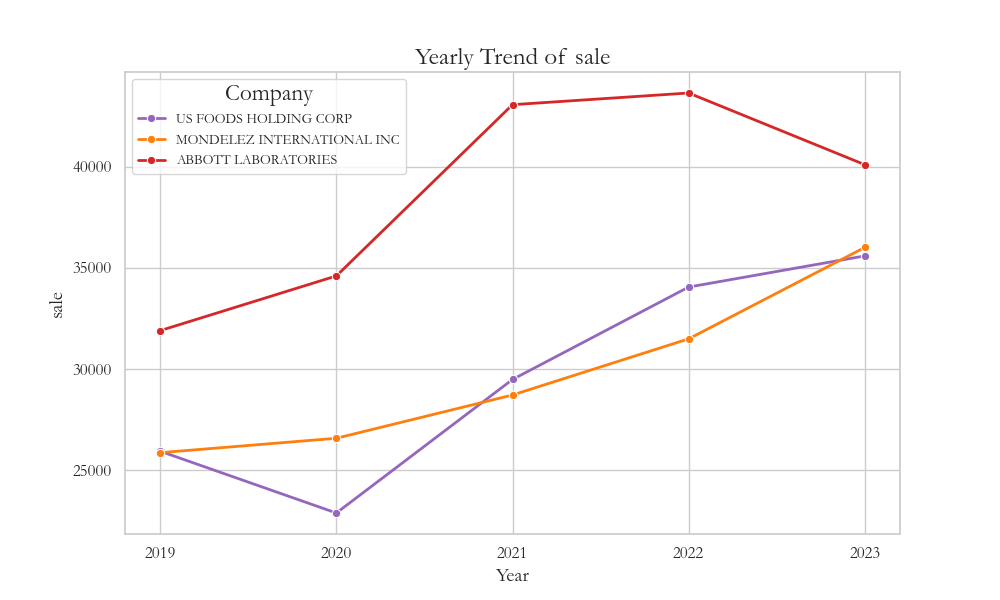 Yearly Trend of sale
Company
US FOODS HOLDING CORP
MONDELEZ INTERNATIONAL INC
ABBOTT LABORATORIES
40000
35000
30000
25000
sale
2019 2020 2021 2022 2023
Year